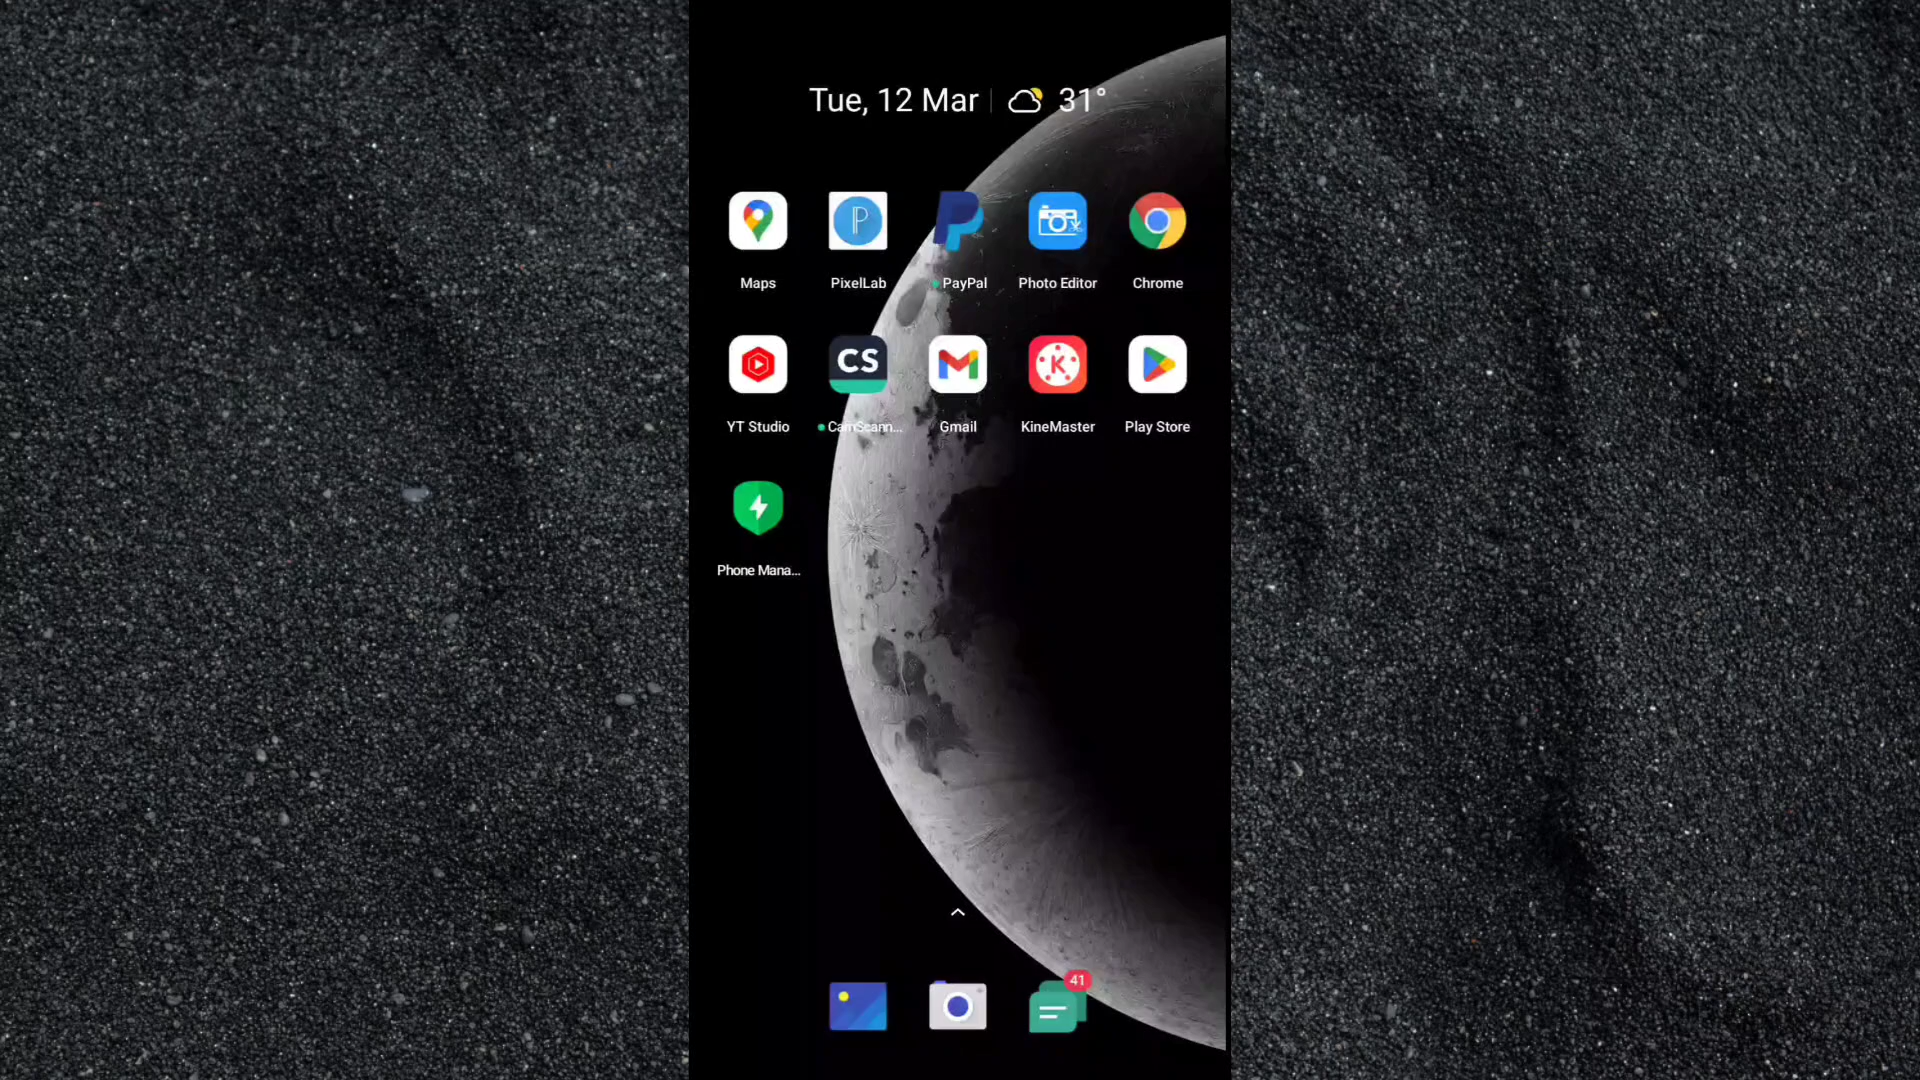 Tue, 12 Mar 31°
Maps PixelLab PayPal Photo Editor Chrome
CS
YT Studio CamScann... Gmail KineMaster Play Store
Phone Mana...
41